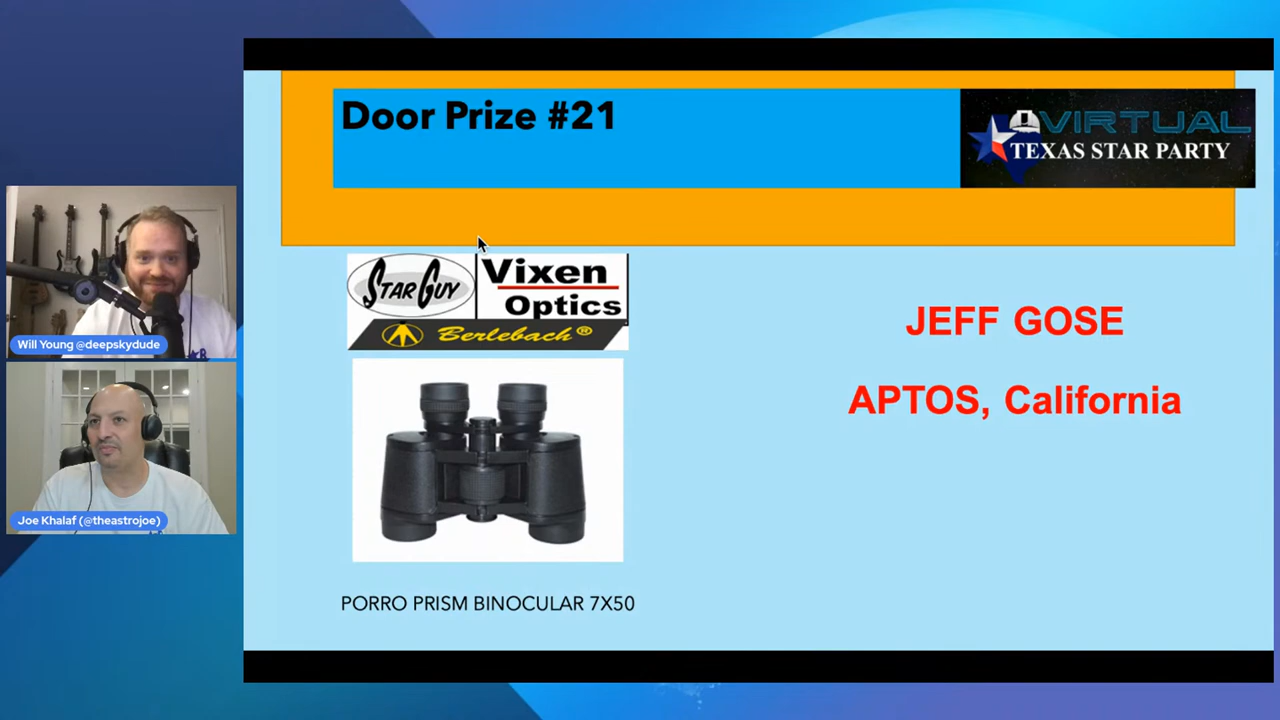 Door Prize #21
VIRTUAL
TEXAS STAR PARTY
STAR GUY
Vixen
Optics
Berlebach®
JEFF GOSE
APTOS, California
PORRO PRISM BINOCULAR 7X50
Will Young @deepskydude
Joe Khalaf (@theastrojoe)